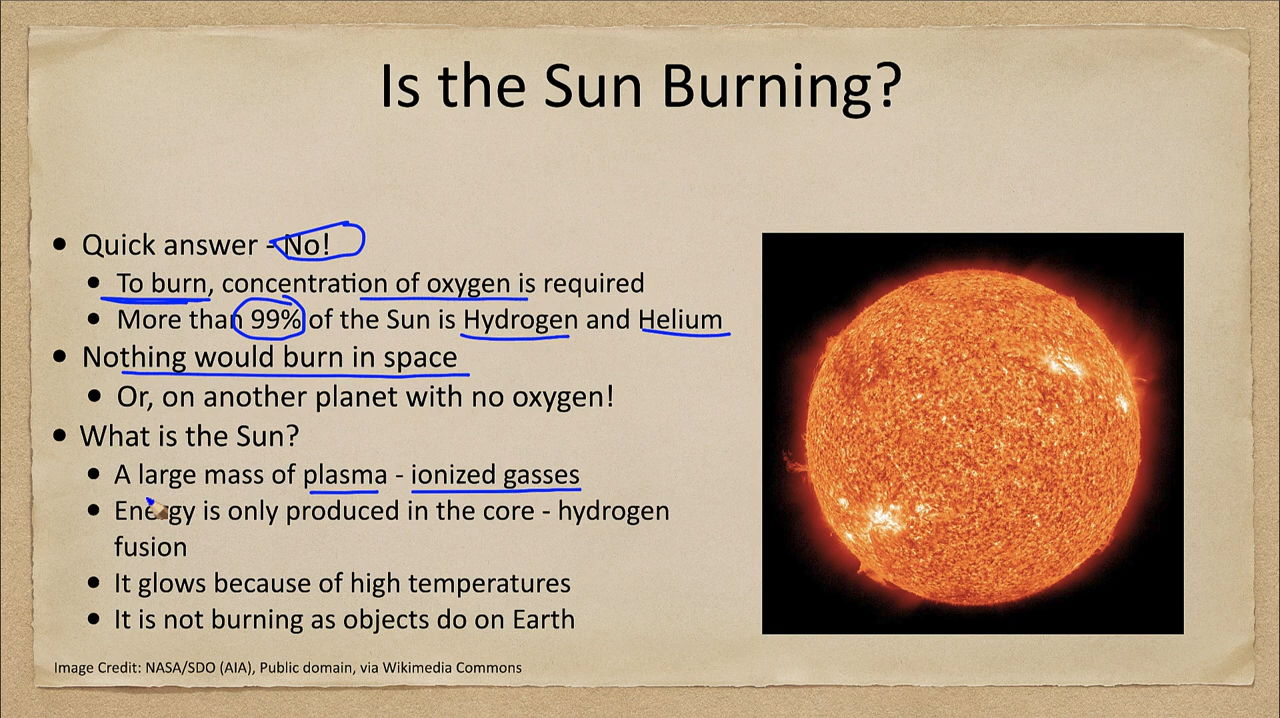 Is the Sun Burning?
• Quick answer - No!
• To burn, concentration of oxygen is required
• More than 99% of the Sun is Hydrogen and Helium
• Nothing would burn in space
• Or, on another planet with no oxygen!
• What is the Sun?
• A large mass of plasma - ionized gasses
• Energy is only produced in the core - hydrogen
fusion
• It glows because of high temperatures
• It is not burning as objects do on Earth
Image Credit: NASA/SDO (AIA), Public domain, via Wikimedia Commons